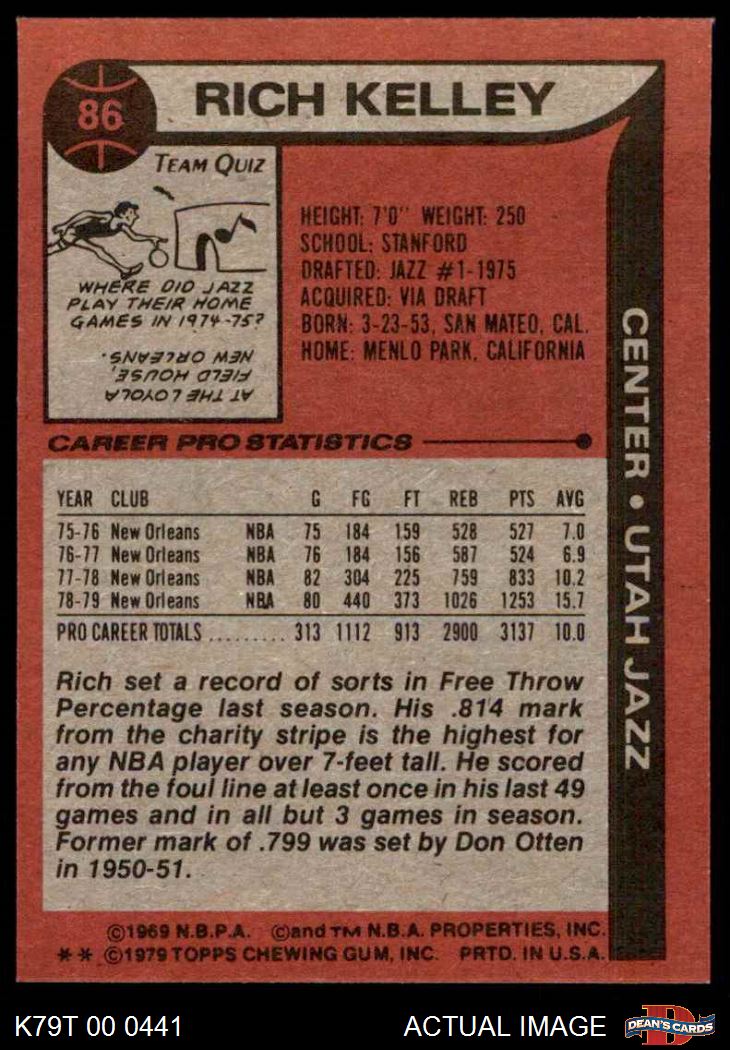 86
RICH KELLEY
TEAM QUIZ
WHERE DID JAZZ
PLAY THEIR HOME
GAMES IN 1974-75?
AT THE LOYOLA
FIELD HOUSE,
NEW ORLEANS.
HEIGHT: 7'0" WEIGHT: 250
SCHOOL: STANFORD
DRAFTED: JAZZ #1-1975
ACQUIRED: VIA DRAFT
BORN: 3-23-53, SAN MATEO, CAL.
HOME: MENLO PARK, CALIFORNIA
CENTER • UTAH JAZZ
CAREER PRO STATISTICS
YEAR CLUB G FG FT REB PTS AVG
75-76 New Orleans NBA 75 184 159 528 527 7.0
76-77 New Orleans NBA 76 184 156 587 524 6.9
77-78 New Orleans NBA 82 304 225 759 833 10.2
78-79 New Orleans NBA 80 440 373 1026 1253 15.7
PRO CAREER TOTALS ......... 313 1112 913 2900 3137 10.0
Rich set a record of sorts in Free Throw
Percentage last season. His .814 mark
from the charity stripe is the highest for
any NBA player over 7-feet tall. He scored
from the foul line at least once in his last 49
games and in all but 3 games in season.
Former mark of .799 was set by Don Otten
in 1950-51.
©1969 N.B.P.A. ©and TM N.B.A. PROPERTIES, INC.
** ©1979 TOPPS CHEWING GUM, INC. PRTD. IN U.S.A.
K79T 00 0441
ACTUAL IMAGE
D
DEAN'S CARDS